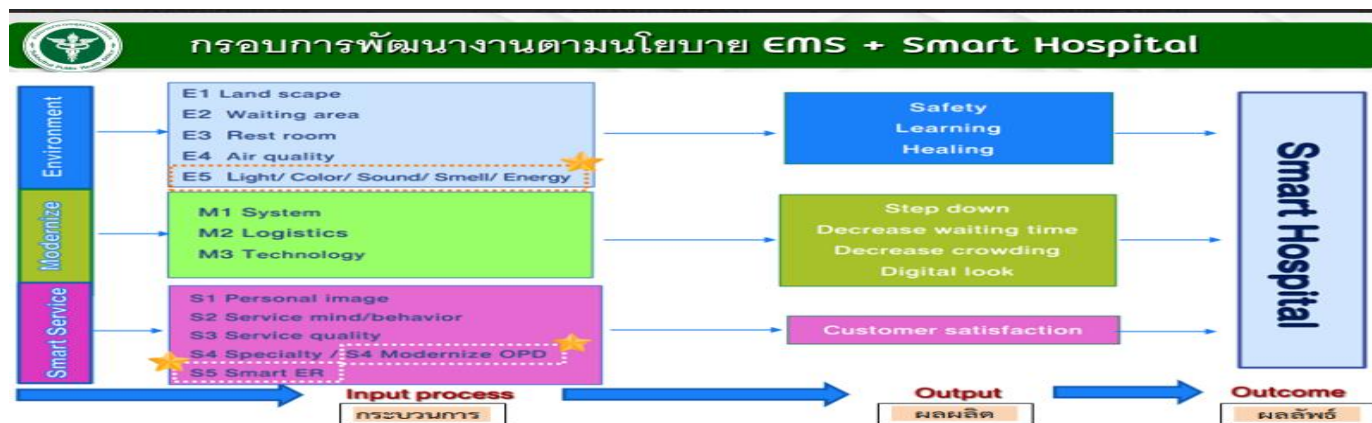 กรอบการพัฒนางานตามนโยบาย EMS + Smart Hospital
Environment
E1 Land scape
E2 Waiting area
E3 Rest room
E4 Air quality
E5 Light/ Color/ Sound/ Smell/ Energy
Safety
Learning
Healing
Modernize
M1 System
M2 Logistics
M3 Technology
Step down
Decrease waiting time
Decrease crowding
Digital look
Smart Service
S1 Personal image
S2 Service mind/behavior
S3 Service quality
S4 Specialty / S4 Modernize OPD
S5 Smart ER
Customer satisfaction
Smart Hospital
Input process
กระบวนการ
Output
ผลผลิต
Outcome
ผลลัพธ์